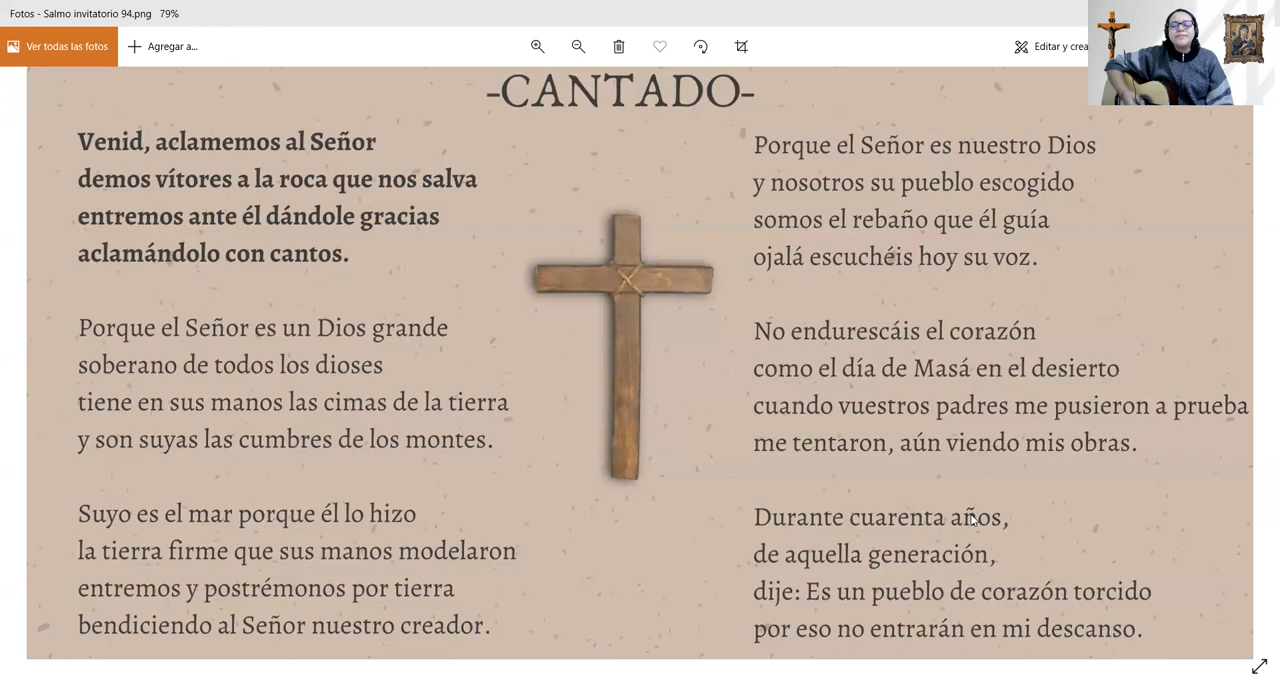 Fotos - Salmo invitatorio 94.png   79%
Ver todas las fotos
Agregar a...
Editar y crea
-CANTADO-
Venid, aclamemos al Señor
demos vítores a la roca que nos salva
entremos ante él dándole gracias
aclamándolo con cantos.
Porque el Señor es un Dios grande
soberano de todos los dioses
tiene en sus manos las cimas de la tierra
y son suyas las cumbres de los montes.
Suyo es el mar porque él lo hizo
la tierra firme que sus manos modelaron
entremos y postrémonos por tierra
bendiciendo al Señor nuestro creador.
Porque el Señor es nuestro Dios
y nosotros su pueblo escogido
somos el rebaño que él guía
ojalá escuchéis hoy su voz.
No endurescáis el corazón
como el día de Masá en el desierto
cuando vuestros padres me pusieron a prueba
me tentaron, aún viendo mis obras.
Durante cuarenta años,
de aquella generación,
dije: Es un pueblo de corazón torcido
por eso no entrarán en mi descanso.